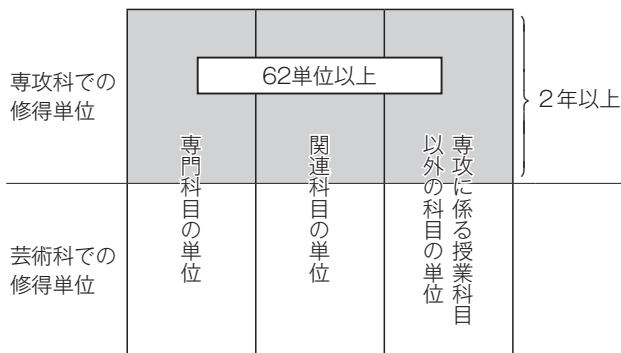 専攻科での
修得単位
62単位以上
2年以上
専門科目の単位
関連科目の単位
専攻に係る授業科目
以外の科目の単位
芸術科での
修得単位